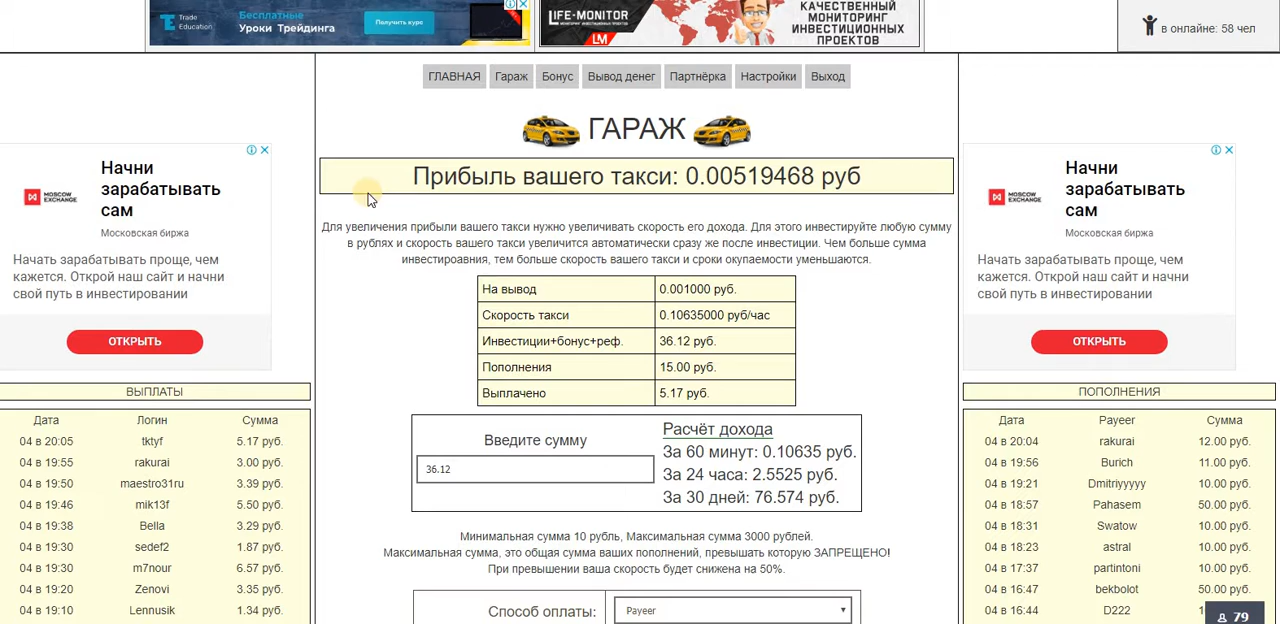 Trade
Education
Бесплатные
Уроки Трейдинга
Получить курс
LIFE-MONITOR
LM
КАЧЕСТВЕННЫЙ
МОНИТОРИНГ
ИНВЕСТИЦИОННЫХ
ПРОЕКТОВ
в онлайне: 58 чел
ГЛАВНАЯ Гараж Бонус Вывод денег Партнёрка Настройки Выход
ГАРАЖ
Прибыль вашего такси: 0.00519468 руб
Для увеличения прибыли вашего такси нужно увеличивать скорость его дохода. Для этого инвестируйте любую сумму
в рублях и скорость вашего такси увеличится автоматически сразу же после инвестиции. Чем больше сумма
инвестироавния, тем больше скорость вашего такси и сроки окупаемости уменьшаются.
На вывод 0.001000 руб.
Скорость такси 0.10635000 руб/час
Инвестиции+бонус+реф. 36.12 руб.
Пополнения 15.00 руб.
Выплачено 5.17 руб.
Введите сумму
36.12
Расчёт дохода
За 60 минут: 0.10635 руб.
За 24 часа: 2.5525 руб.
За 30 дней: 76.574 руб.
Минимальная сумма 10 рубль, Максимальная сумма 3000 рублей.
Максимальная сумма, это общая сумма ваших пополнений, превышать которую ЗАПРЕЩЕНО!
При превышении ваша скорость будет снижена на 50%.
Способ оплаты: Payeer
MOSCOW
EXCHANGE
Начни
зарабатывать
сам
Московская биржа
Начать зарабатывать проще, чем
кажется. Открой наш сайт и начни
свой путь в инвестировании
ОТКРЫТЬ
ВЫПЛАТЫ
Дата Логин Сумма
04 в 20:05 tktyf 5.17 руб.
04 в 19:55 rakurai 3.00 руб.
04 в 19:50 maestro31ru 3.39 руб.
04 в 19:46 mik13f 5.50 руб.
04 в 19:38 Bella 3.29 руб.
04 в 19:30 sedef2 1.87 руб.
04 в 19:30 m7nour 6.57 руб.
04 в 19:20 Zenovi 3.35 руб.
04 в 19:10 Lennusik 1.34 руб.
MOSCOW
EXCHANGE
Начни
зарабатывать
сам
Московская биржа
Начать зарабатывать проще, чем
кажется. Открой наш сайт и начни
свой путь в инвестировании
ОТКРЫТЬ
ПОПОЛНЕНИЯ
Дата Payeer Сумма
04 в 20:04 rakurai 12.00 руб.
04 в 19:56 Burich 11.00 руб.
04 в 19:21 Dmitriyyyyy 10.00 руб.
04 в 18:57 Pahasem 50.00 руб.
04 в 18:31 Swatow 10.00 руб.
04 в 18:23 astral 10.00 руб.
04 в 17:37 partintoni 10.00 руб.
04 в 16:47 bekbolot 50.00 руб.
04 в 16:44 D222
79